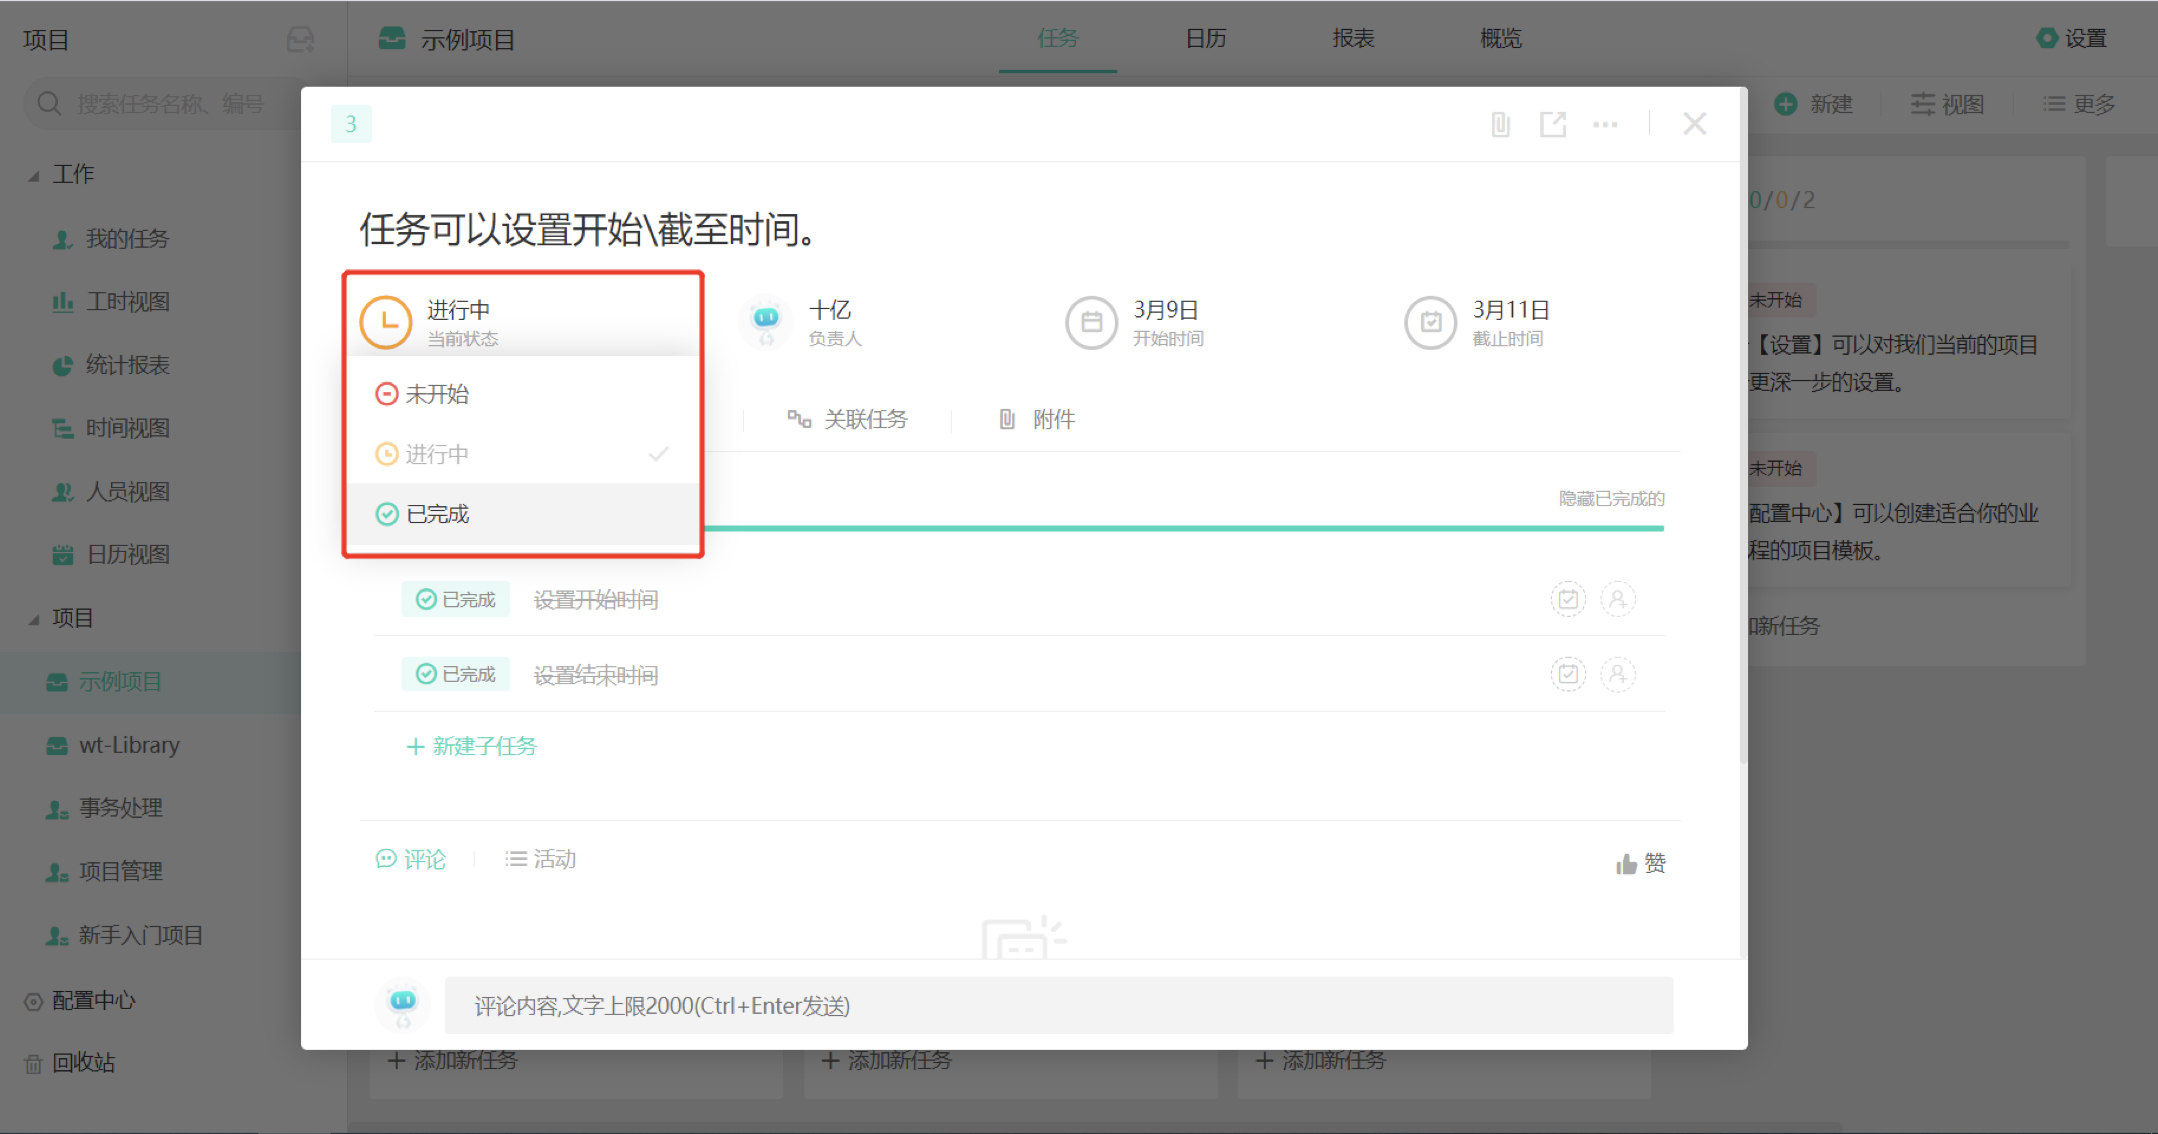 项目
示例项目
任务
日历
报表
概览
设置
搜索任务名称、编号
新建
视图
更多
工作
我的任务
工时视图
统计报表
时间视图
人员视图
日历视图
项目
示例项目
wt-Library
事务处理
项目管理
新手入门项目
配置中心
回收站
3
任务可以设置开始\截至时间。
进行中
当前状态
十亿
负责人
3月9日
开始时间
3月11日
截止时间
未开始
进行中
已完成
关联任务
附件
隐藏已完成的
已完成 设置开始时间
已完成 设置结束时间
新建子任务
评论
活动
赞
评论内容,文字上限2000(Ctrl+Enter发送)
0/0/2
未开始
【设置】可以对我们当前的项目
更深一步的设置。
未开始
配置中心】可以创建适合你的业
程的项目模板。
新任务
+ 添加新任务
+ 添加新任务
+ 添加新任务